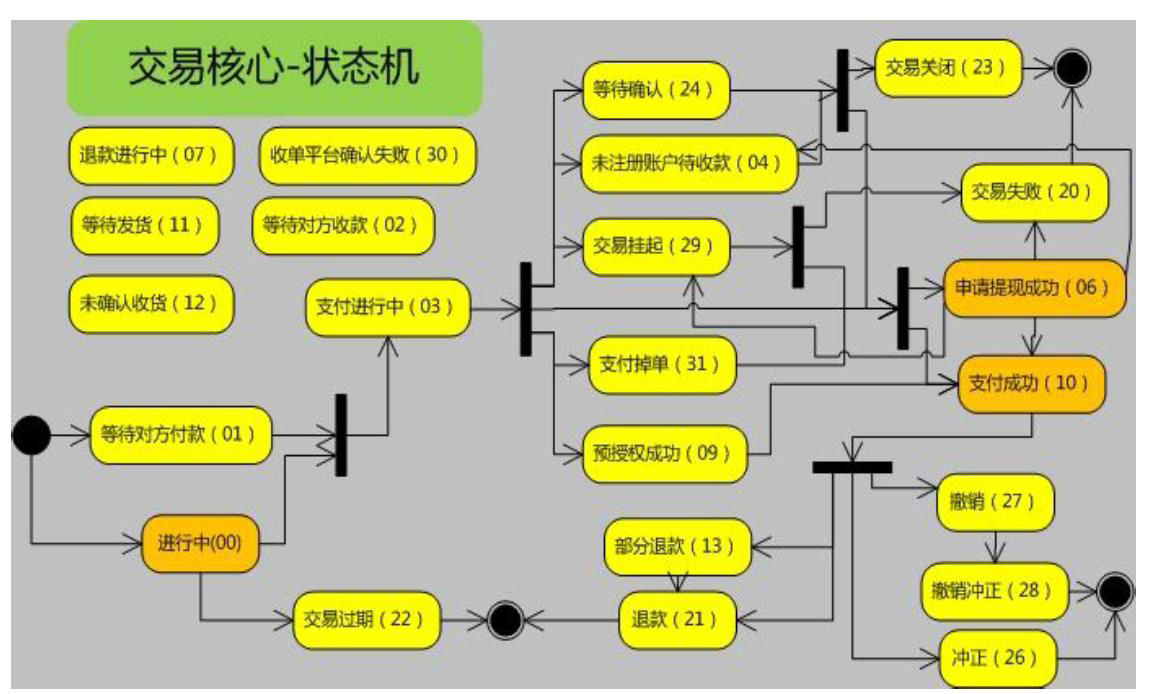 交易核心-状态机
退款进行中（07）
收单平台确认失败（30）
等待发货（11）
等待对方收款（02）
未确认收货（12）
支付进行中（03）
等待对方付款（01）
进行中(00)
交易过期（22）
等待确认（24）
未注册账户待收款（04）
交易挂起（29）
支付掉单（31）
预授权成功（09）
部分退款（13）
退款（21）
交易关闭（23）
交易失败（20）
申请提现成功（06）
支付成功（10）
撤销（27）
撤销冲正（28）
冲正（26）